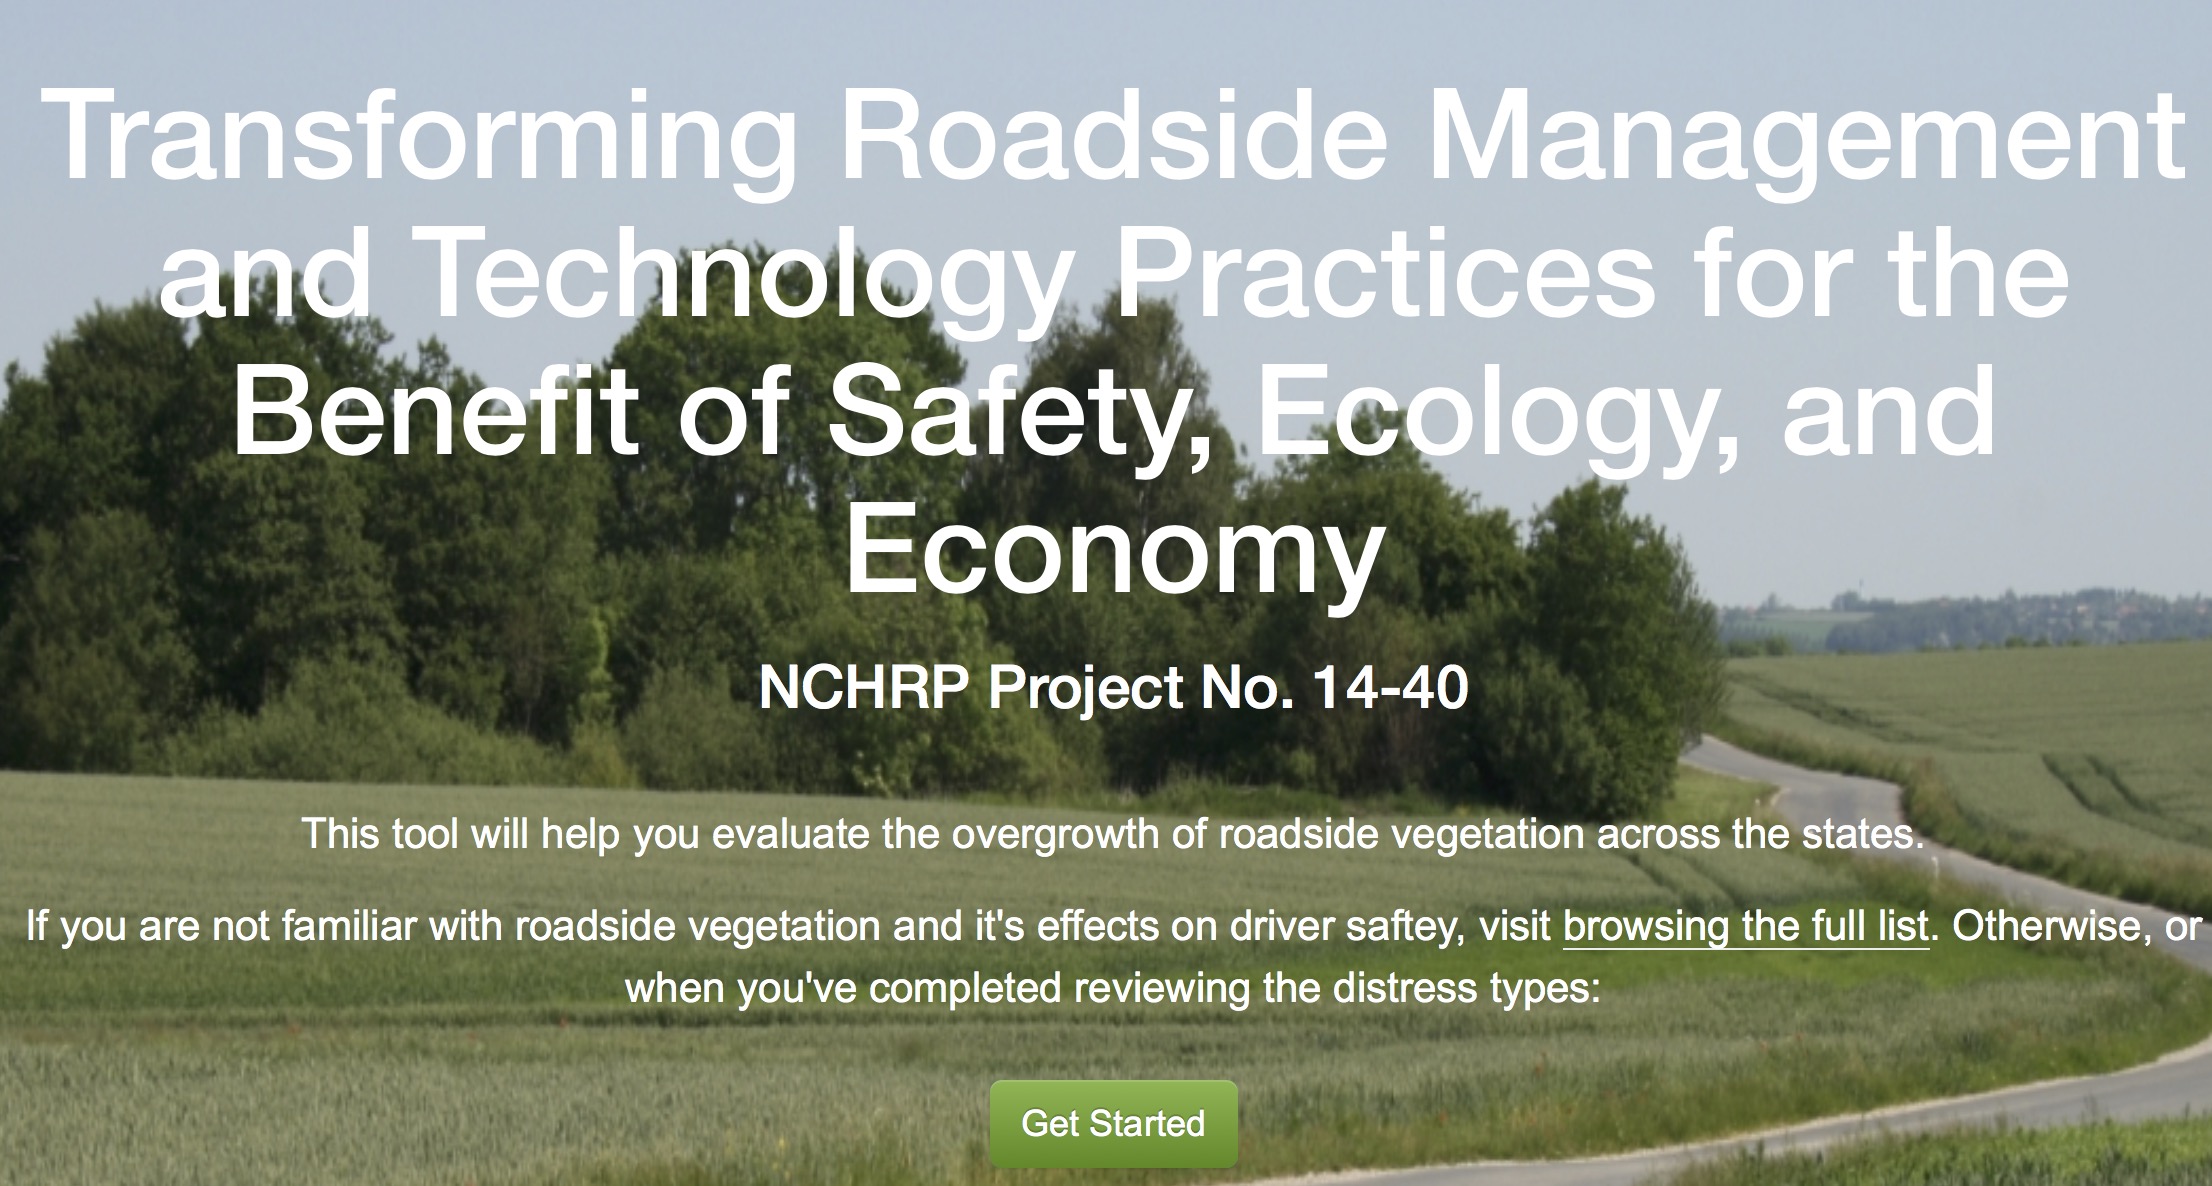 Transforming Roadside Management
and Technology Practices for the
Benefit of Safety, Ecology, and
Economy
NCHRP Project No. 14-40
This tool will help you evaluate the overgrowth of roadside vegetation across the states.
If you are not familiar with roadside vegetation and it's effects on driver saftey, visit browsing the full list. Otherwise, or
when you've completed reviewing the distress types:
Get Started